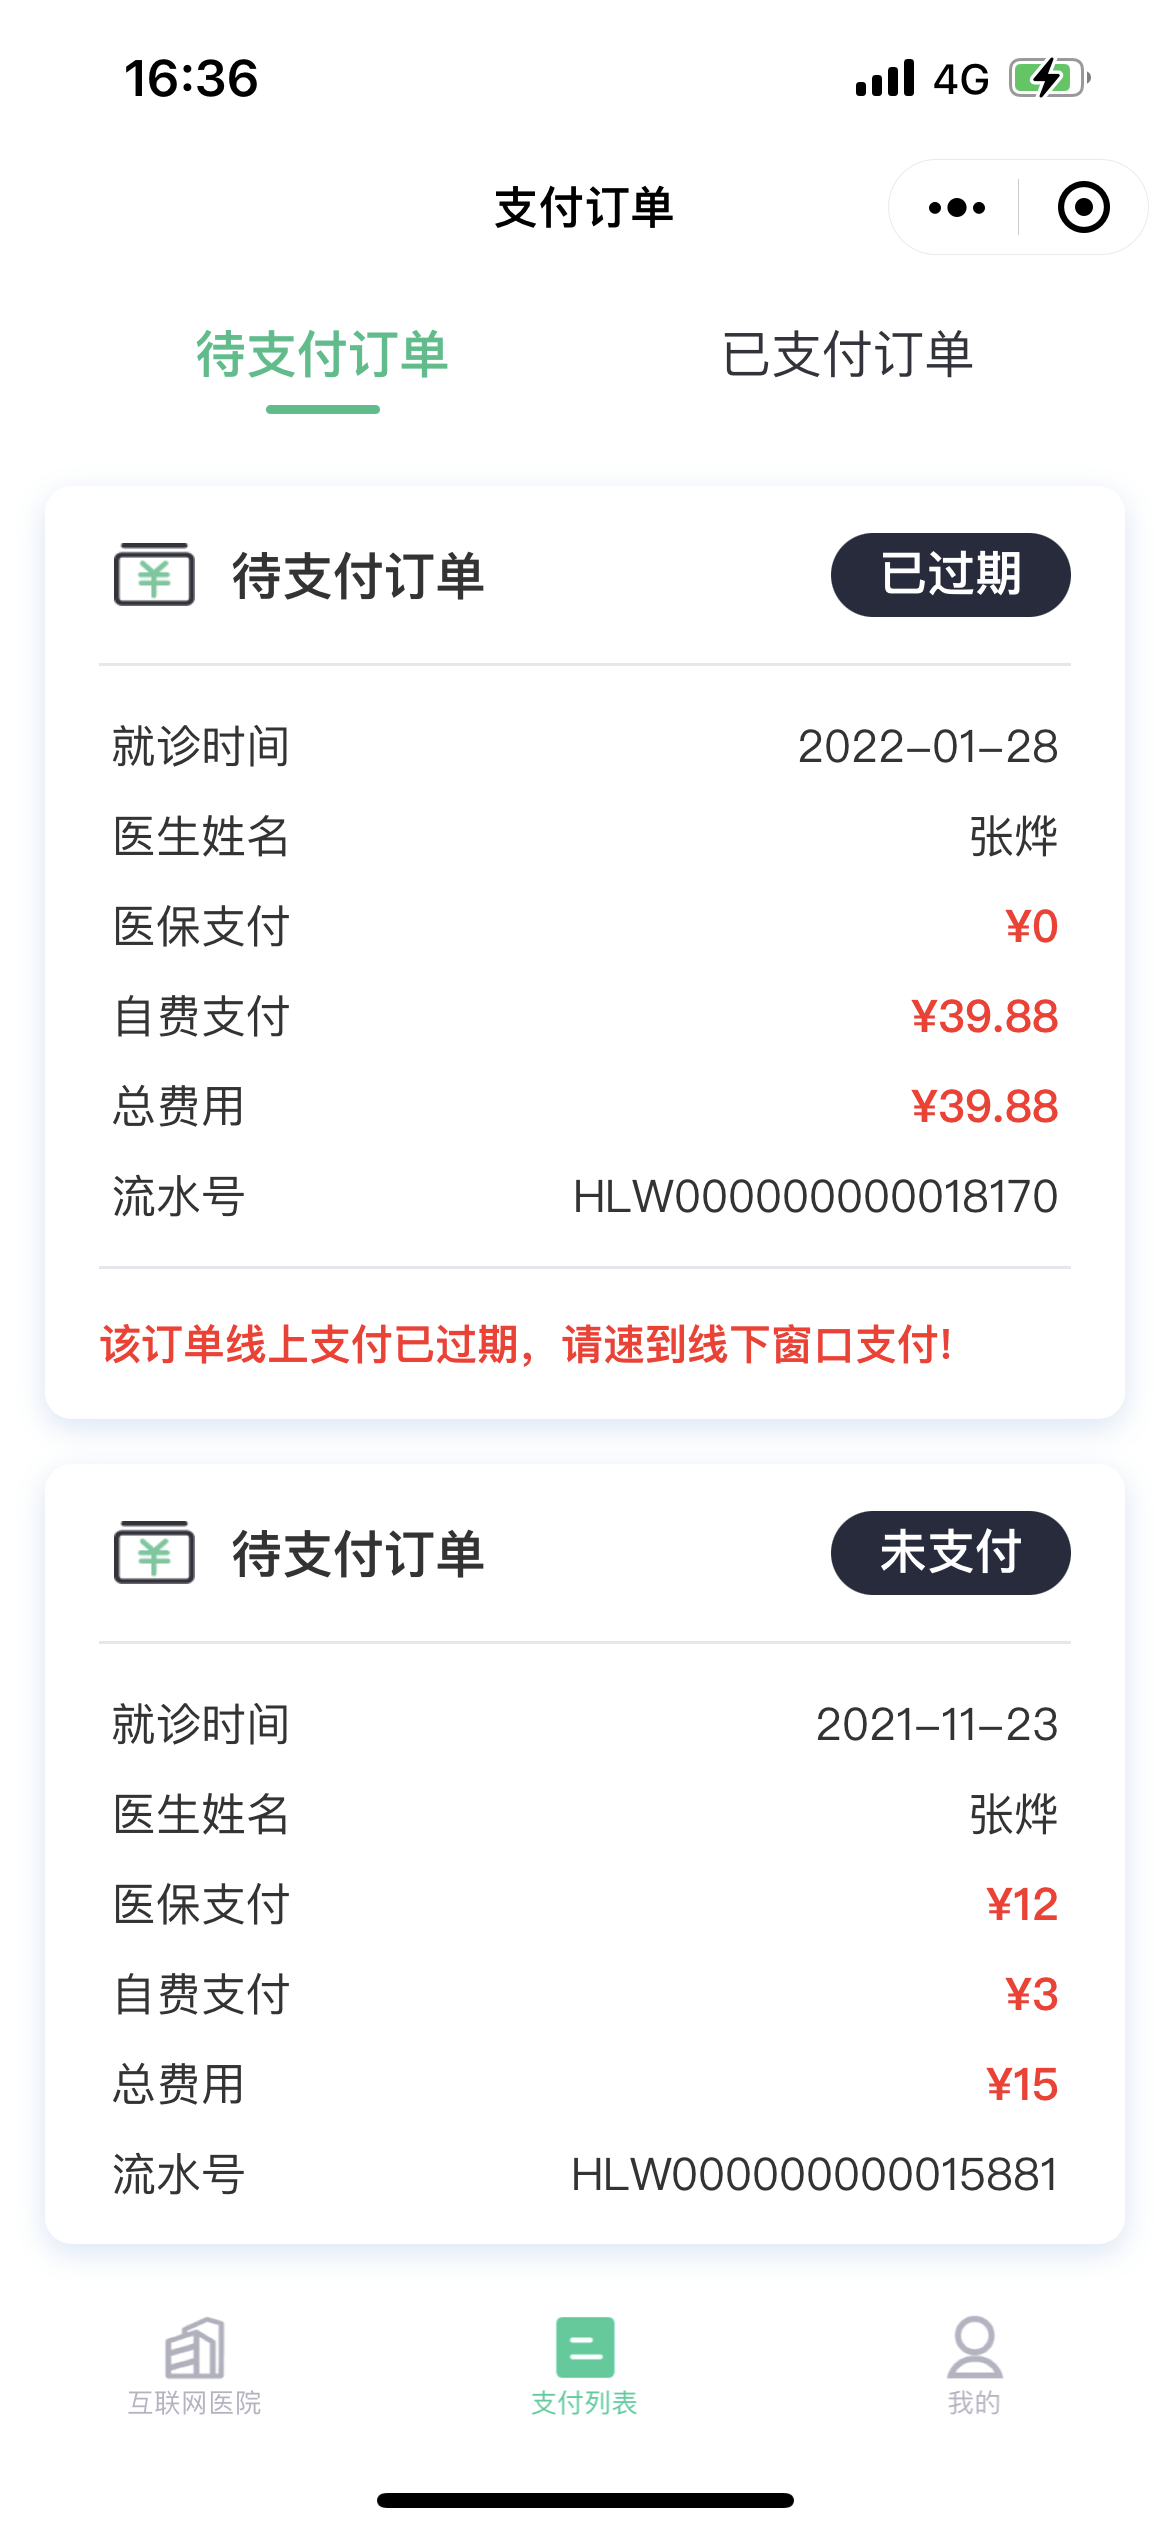 16:36
4G
支付订单
待支付订单
已支付订单
待支付订单
已过期
就诊时间 2022-01-28
医生姓名 张烨
医保支付 ¥0
自费支付 ¥39.88
总费用 ¥39.88
流水号 HLW000000000018170
该订单线上支付已过期，请速到线下窗口支付!
待支付订单
未支付
就诊时间 2021-11-23
医生姓名 张烨
医保支付 ¥12
自费支付 ¥3
总费用 ¥15
流水号 HLW000000000015881
互联网医院
支付列表
我的